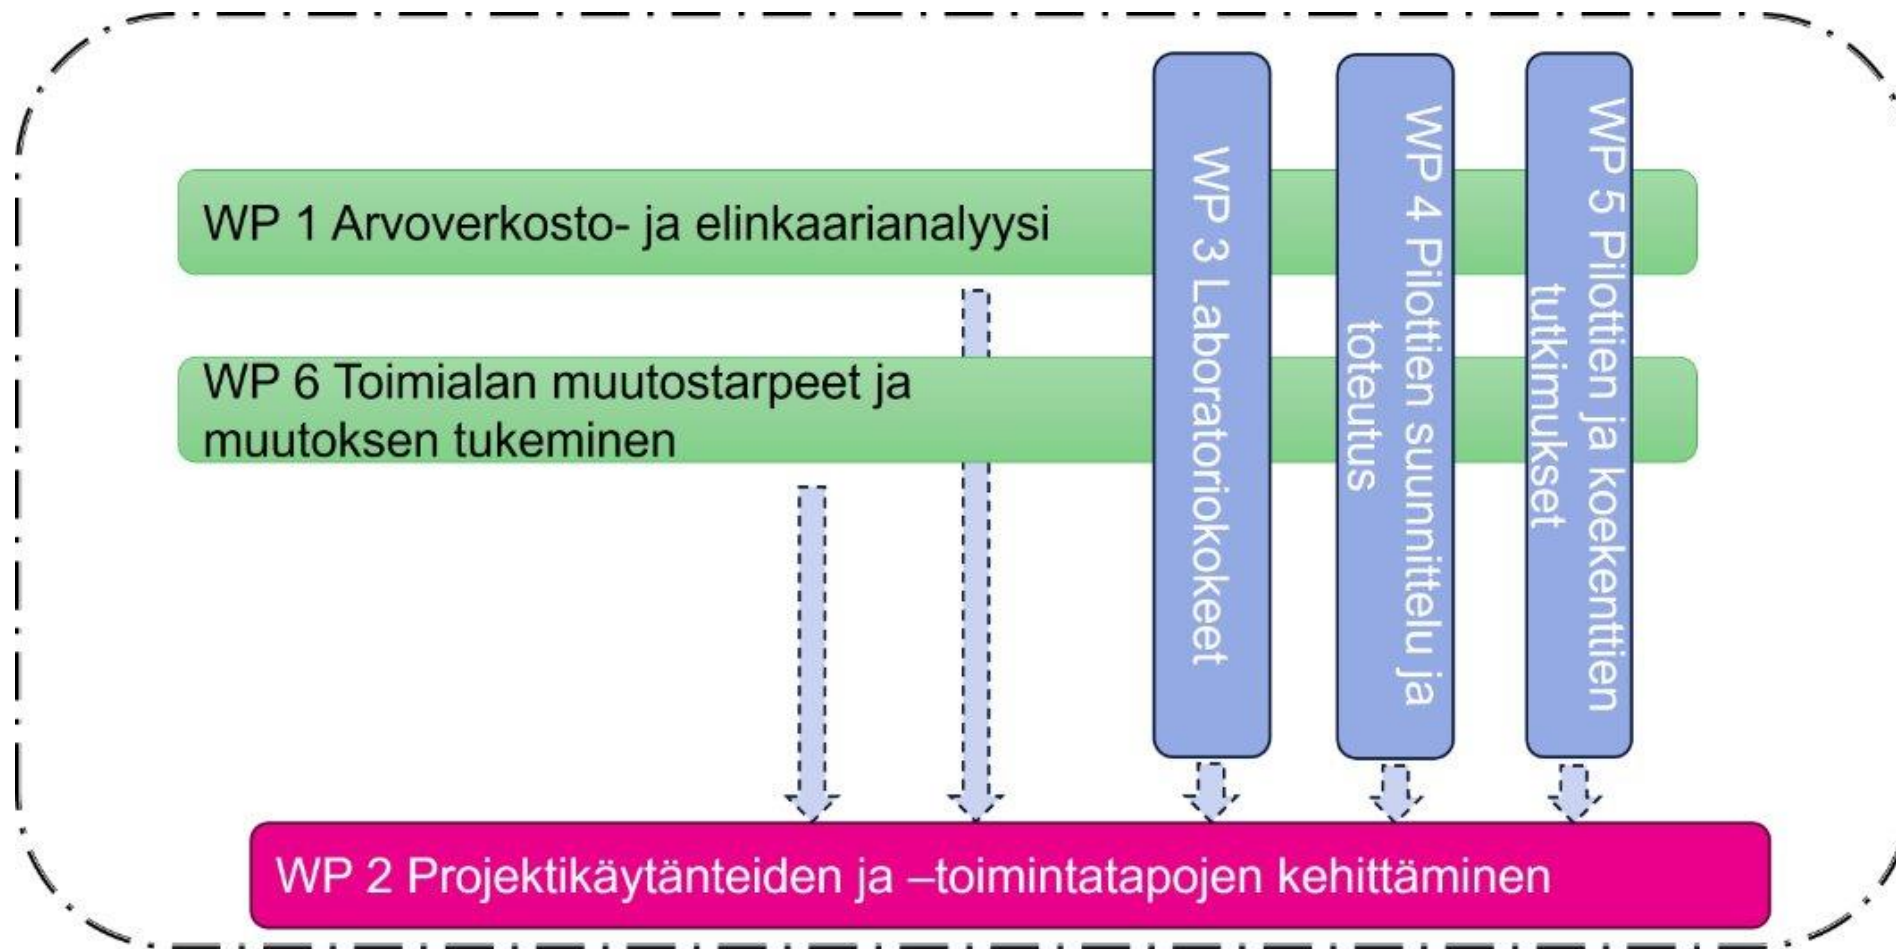 WP 1 Arvoverkosto- ja elinkaarianalyysi
WP 6 Toimialan muutostarpeet ja
muutoksen tukeminen
WP 3 Laboratoriokokeet
WP 4 Pilottien suunnittelu ja
toteutus
WP 5 Pilottien ja koekenttien
tutkimukset
WP 2 Projektikäytänteiden ja –toimintatapojen kehittäminen